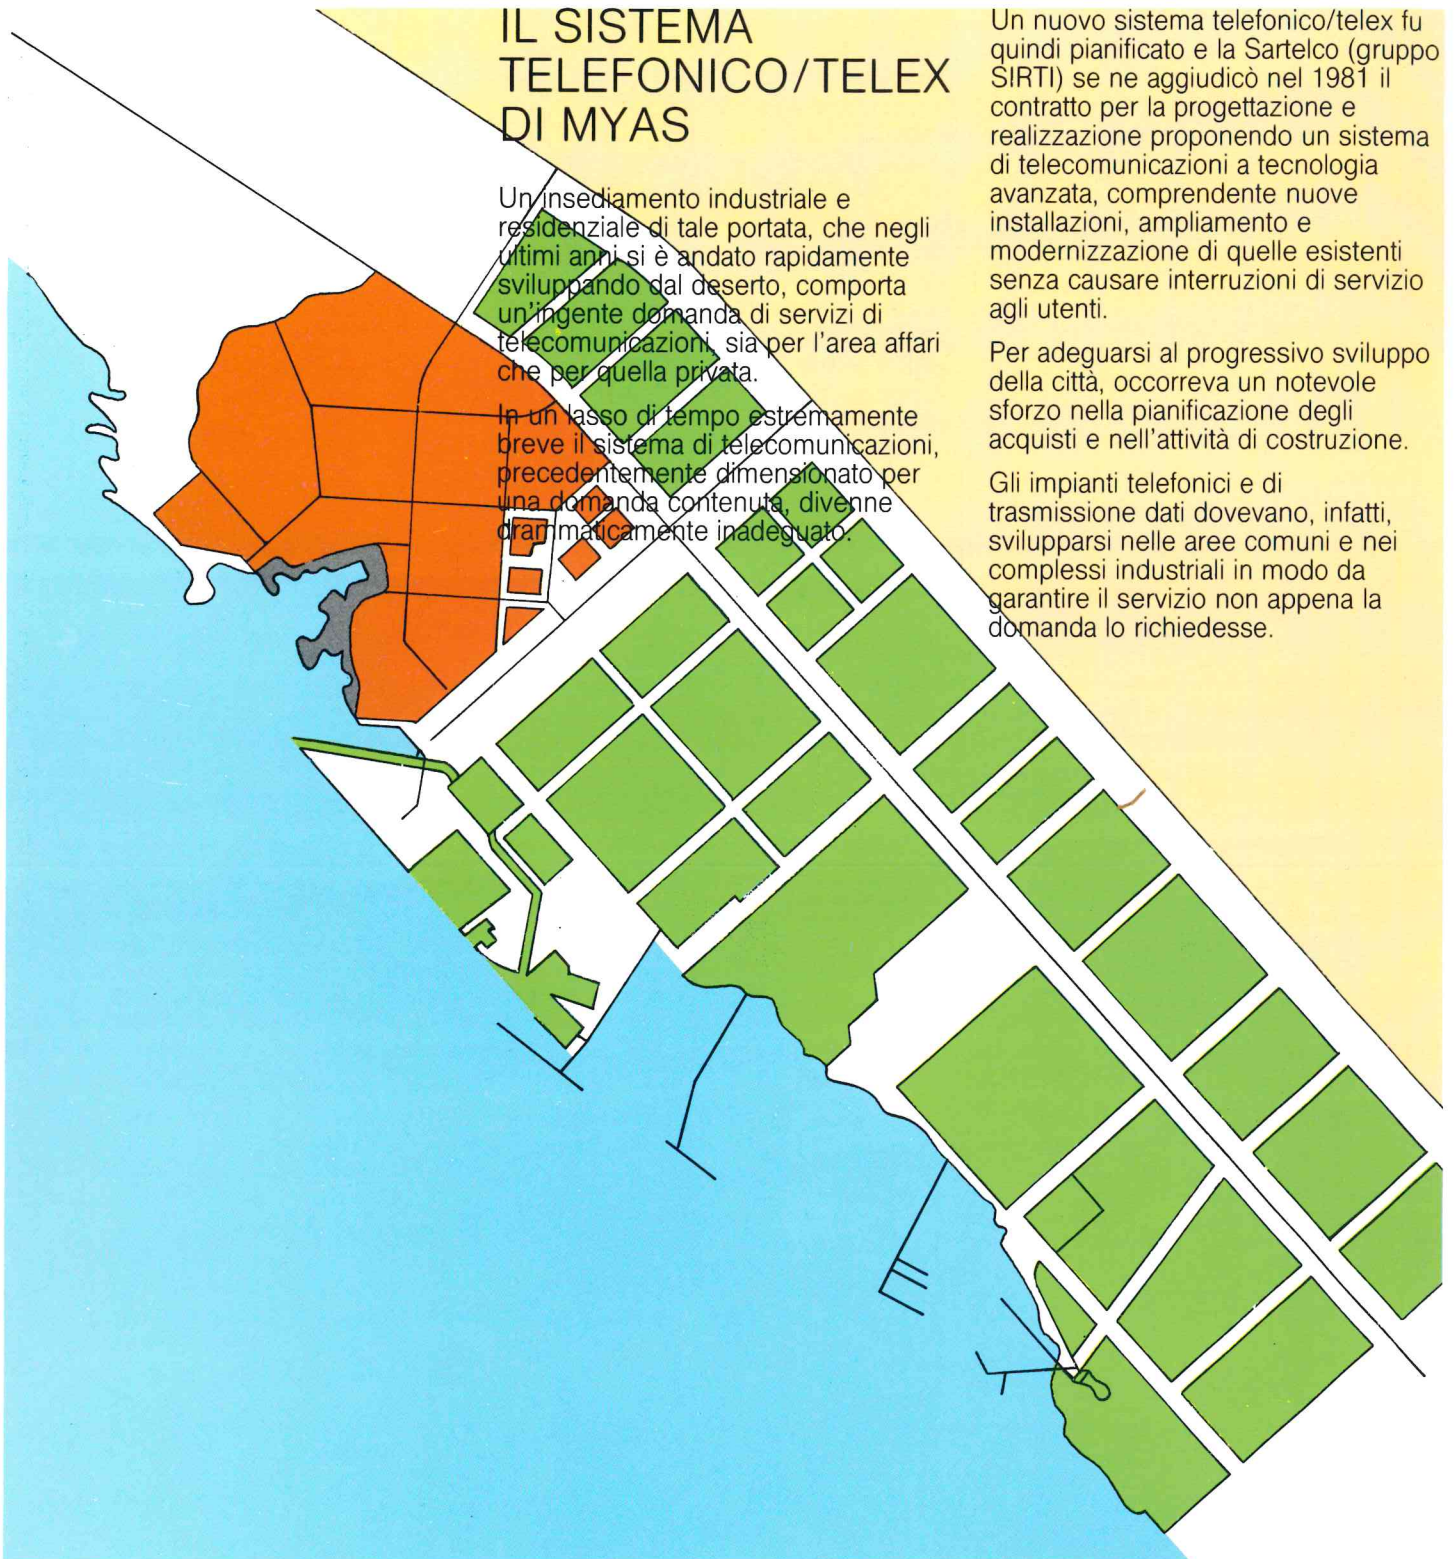 IL SISTEMA
TELEFONICO/TELEX
DI MYAS
Un insediamento industriale e
residenziale di tale portata, che negli
ultimi anni si è andato rapidamente
sviluppando dal deserto, comporta
un'ingente domanda di servizi di
telecomunicazioni, sia per l'area affari
che per quella privata.
In un lasso di tempo estremamente
breve il sistema di telecomunicazioni,
precedentemente dimensionato per
una domanda contenuta, divenne
drammaticamente inadeguato.
Un nuovo sistema telefonico/telex fu
quindi pianificato e la Sartelco (gruppo
SIRTI) se ne aggiudicò nel 1981 il
contratto per la progettazione e
realizzazione proponendo un sistema
di telecomunicazioni a tecnologia
avanzata, comprendente nuove
installazioni, ampliamento e
modernizzazione di quelle esistenti
senza causare interruzioni di servizio
agli utenti.
Per adeguarsi al progressivo sviluppo
della città, occorreva un notevole
sforzo nella pianificazione degli
acquisti e nell'attività di costruzione.
Gli impianti telefonici e di
trasmissione dati dovevano, infatti,
svilupparsi nelle aree comuni e nei
complessi industriali in modo da
garantire il servizio non appena la
domanda lo richiedesse.